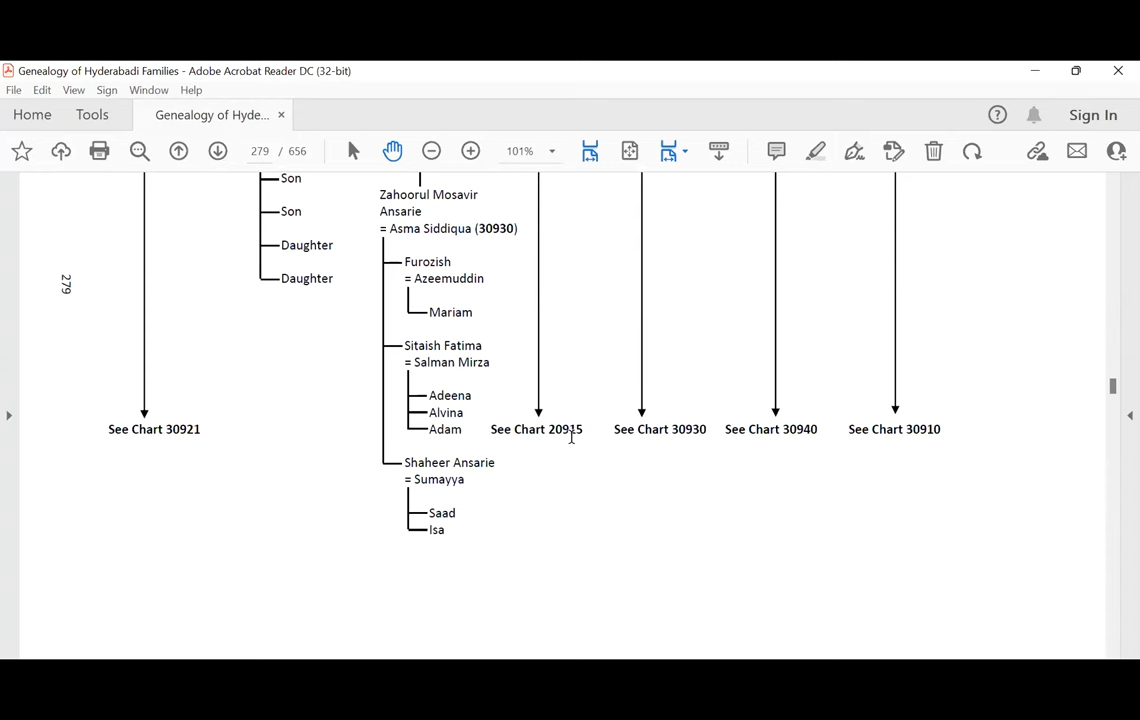 Genealogy of Hyderabadi Families - Adobe Acrobat Reader DC (32-bit)
File Edit View Sign Window Help
Home Tools Genealogy of Hyde... × Sign In
279 / 656 101%
Son
Son
Daughter
Daughter
Zahoorul Mosavir
Ansarie
= Asma Siddiqua (30930)
Furozish
= Azeemuddin
Mariam
Sitaish Fatima
= Salman Mirza
Adeena
Alvina
Adam
Shaheer Ansarie
= Sumayya
Saad
Isa
See Chart 30921
See Chart 20915
See Chart 30930
See Chart 30940
See Chart 30910
279